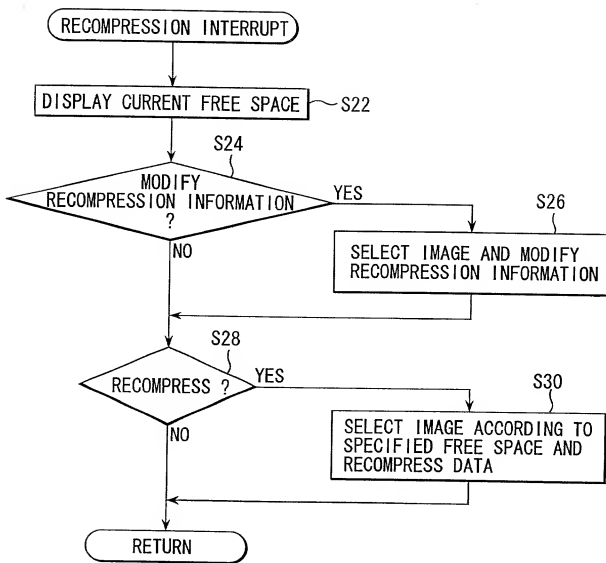 RECOMPRESSION INTERRUPT
DISPLAY CURRENT FREE SPACE
S22
S24
MODIFY
RECOMPRESSION INFORMATION
?
YES
NO
S26
SELECT IMAGE AND MODIFY
RECOMPRESSION INFORMATION
S28
RECOMPRESS ?
YES
NO
S30
SELECT IMAGE ACCORDING TO
SPECIFIED FREE SPACE AND
RECOMPRESS DATA
RETURN